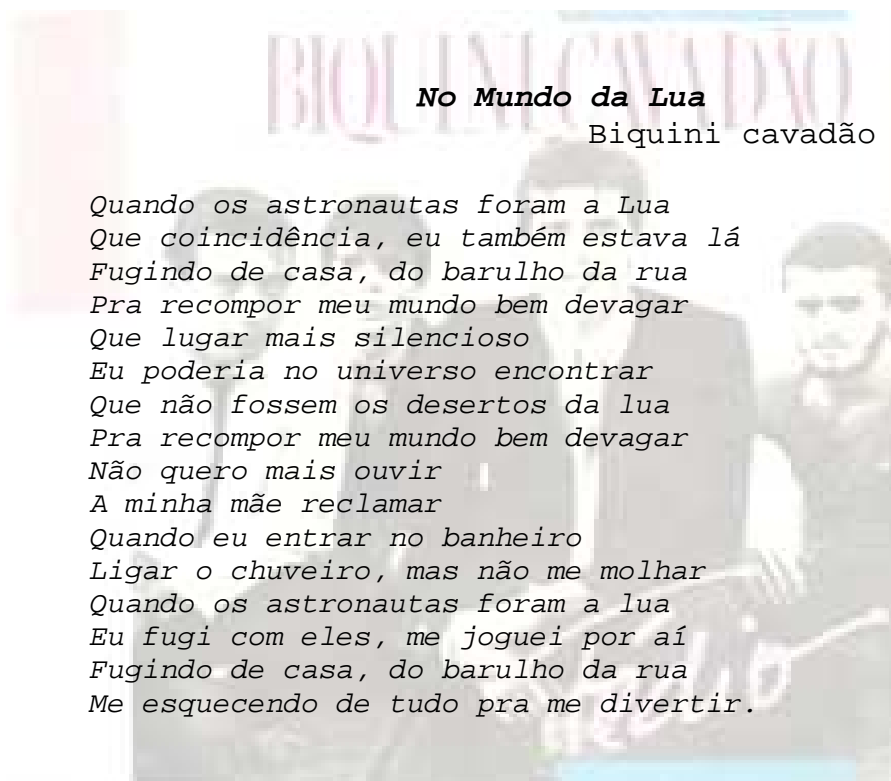 BIQUINI CAVADÃO
No Mundo da Lua
Biquini cavadão
Quando os astronautas foram a Lua
Que coincidência, eu também estava lá
Fugindo de casa, do barulho da rua
Pra recompor meu mundo bem devagar
Que lugar mais silencioso
Eu poderia no universo encontrar
Que não fossem os desertos da lua
Pra recompor meu mundo bem devagar
Não quero mais ouvir
A minha mãe reclamar
Quando eu entrar no banheiro
Ligar o chuveiro, mas não me molhar
Quando os astronautas foram a lua
Eu fugi com eles, me joguei por aí
Fugindo de casa, do barulho da rua
Me esquecendo de tudo pra me divertir.